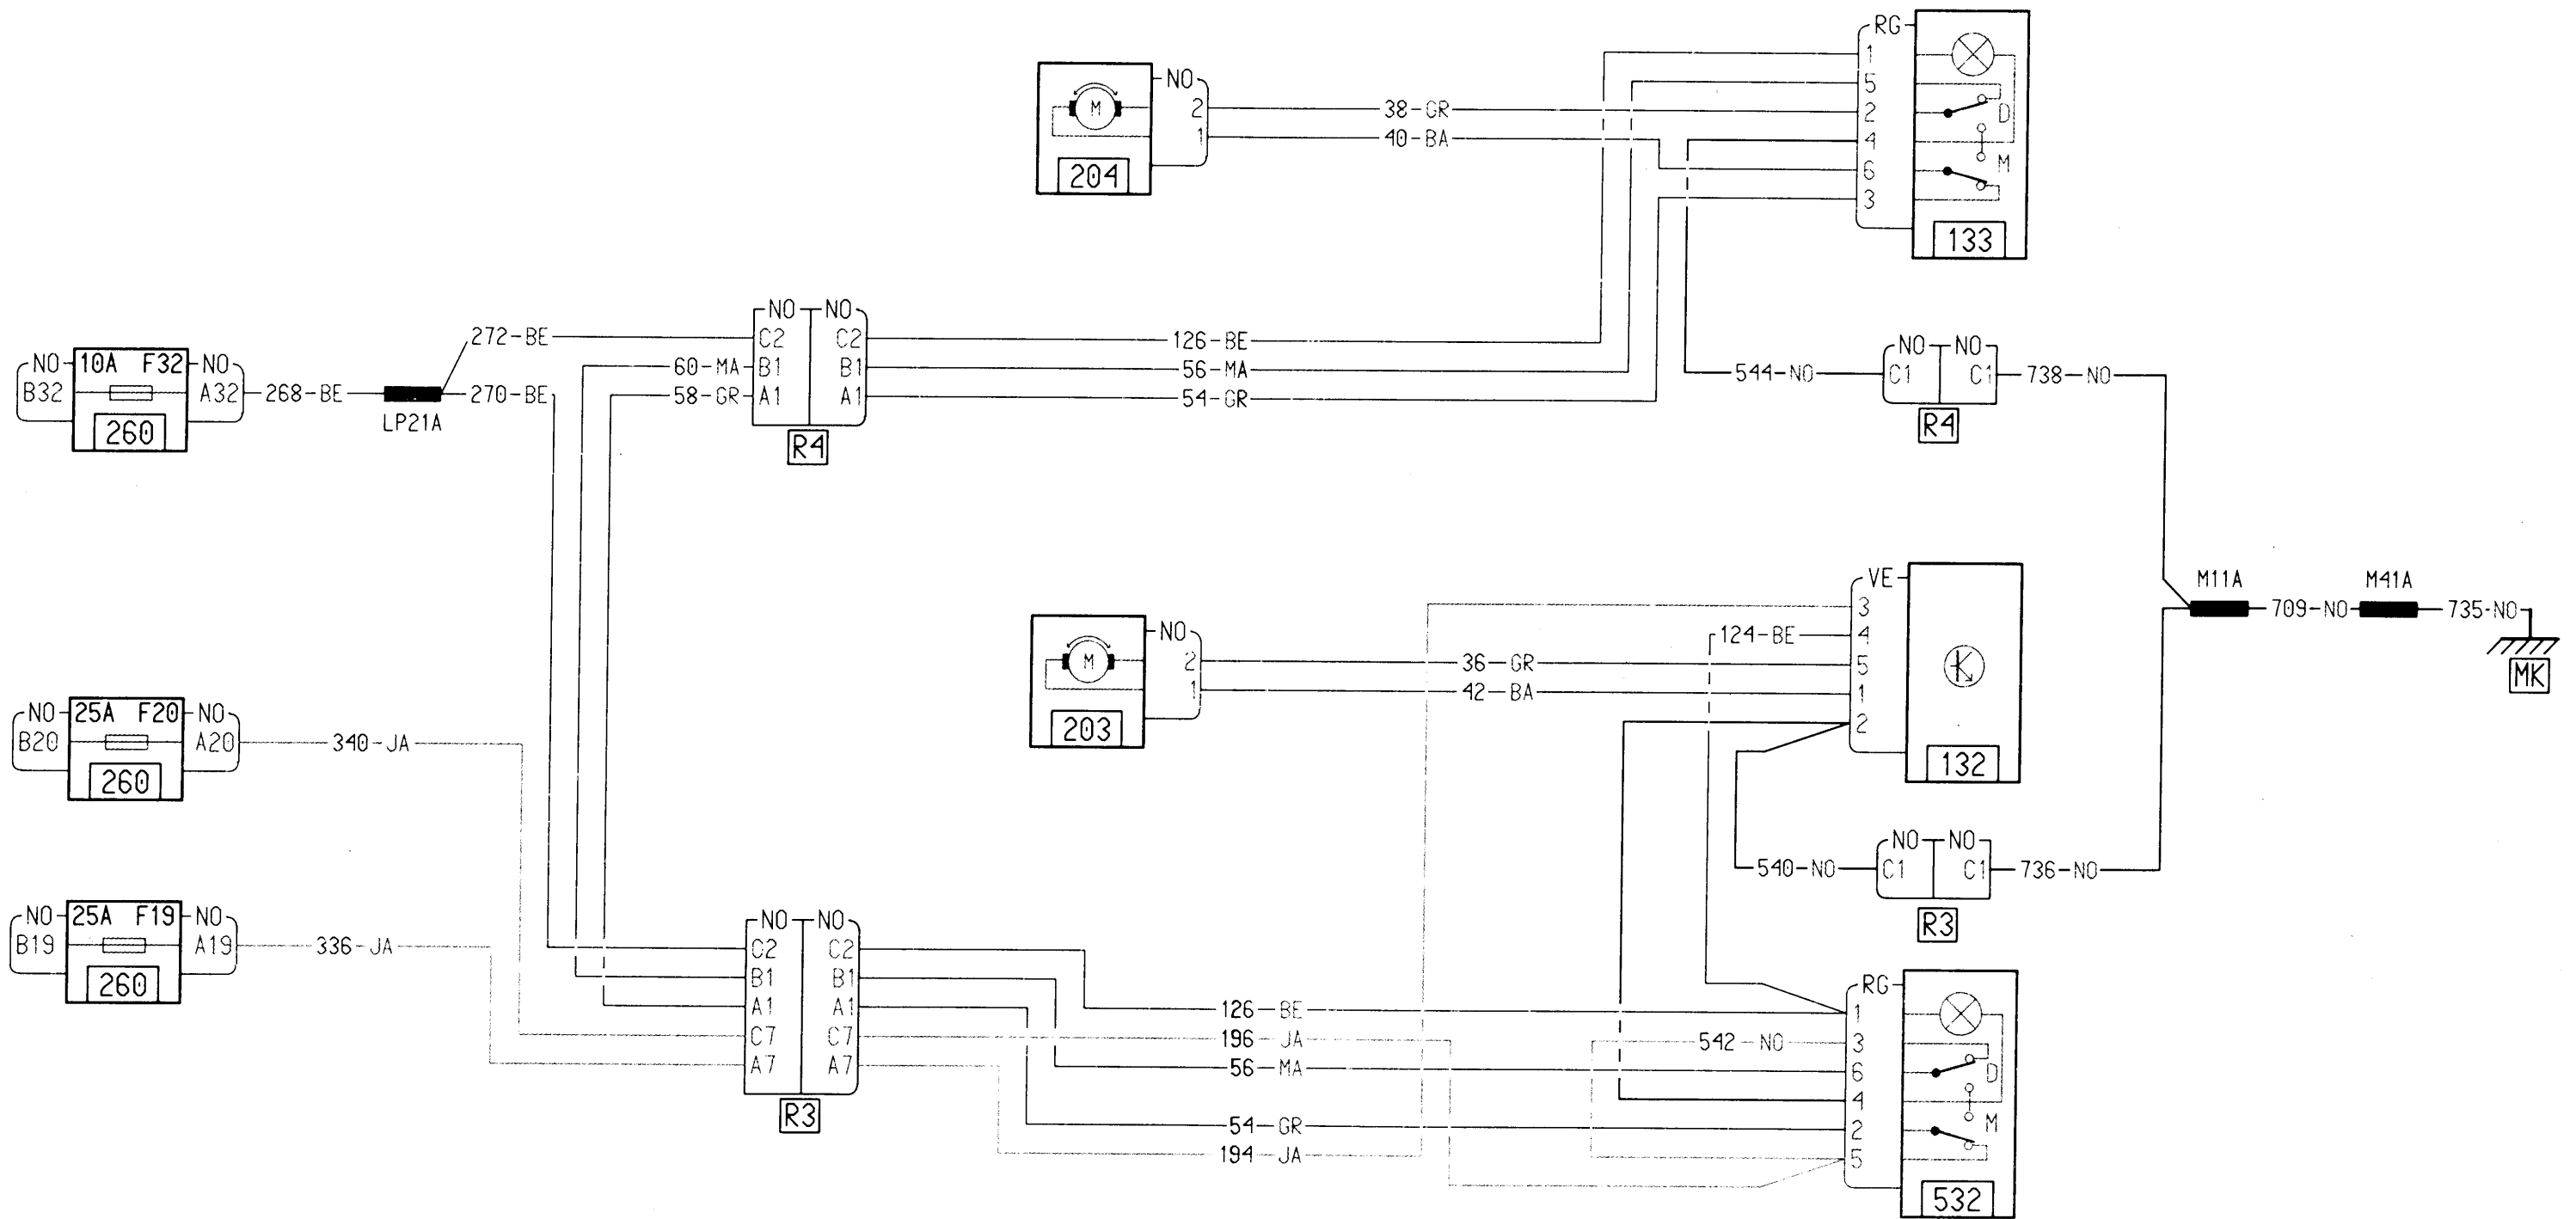 RG
1
5
2
4
6
3
D
M
133
NO
2
1
M
204
38-GR
40-BA
NO
10A F32
NO
B32
A32
260
268-BE
LP21A
272-BE
270-BE
60-MA
58-GR
NO NO
C2 C2
B1 B1
A1 A1
R4
126-BE
56-MA
54-GR
544-NO
NO NO
C1 C1
R4
738-NO
NO
25A F20
NO
B20
A20
260
340-JA
NO
2
1
M
203
36-GR
42-BA
124-BE
VE
3
4
5
1
2
132
M11A
709-NO
M41A
735-NO
MK
540-NO
NO NO
C1 C1
R3
736-NO
NO
25A F19
NO
B19
A19
260
336-JA
NO NO
C2 C2
B1 B1
A1 A1
C7 C7
A7 A7
R3
126-BE
196-JA
56-MA
54-GR
194-JA
542-NO
RG
1
3
6
4
2
5
D
M
532